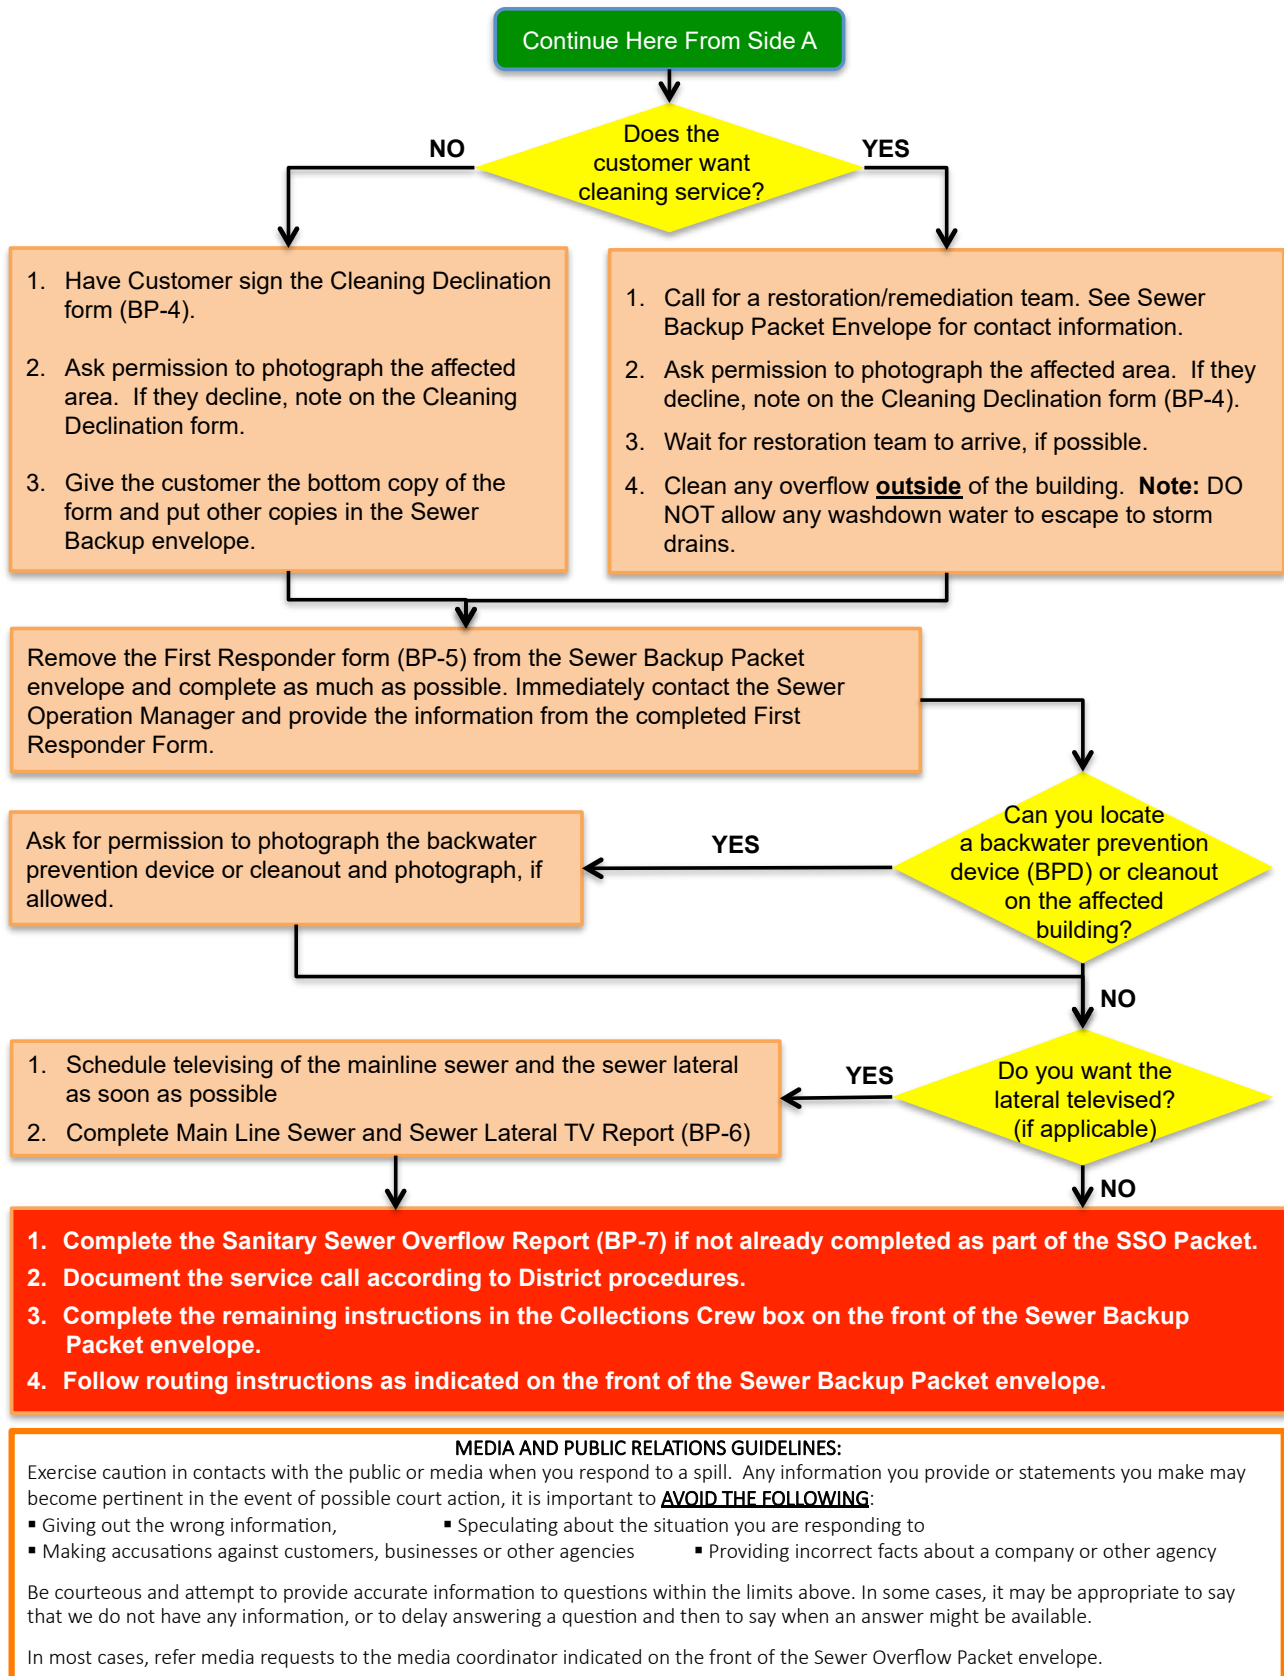 Continue Here From Side A
Does the
customer want
cleaning service?
NO
YES
1. Have Customer sign the Cleaning Declination
form (BP-4).
2. Ask permission to photograph the affected
area. If they decline, note on the Cleaning
Declination form.
3. Give the customer the bottom copy of the
form and put other copies in the Sewer
Backup envelope.
1. Call for a restoration/remediation team. See Sewer
Backup Packet Envelope for contact information.
2. Ask permission to photograph the affected area. If they
decline, note on the Cleaning Declination form (BP-4).
3. Wait for restoration team to arrive, if possible.
4. Clean any overflow outside of the building. Note: DO
NOT allow any washdown water to escape to storm
drains.
Remove the First Responder form (BP-5) from the Sewer Backup Packet
envelope and complete as much as possible. Immediately contact the Sewer
Operation Manager and provide the information from the completed First
Responder Form.
Can you locate
a backwater prevention
device (BPD) or cleanout
on the affected
building?
YES
Ask for permission to photograph the backwater
prevention device or cleanout and photograph, if
allowed.
NO
Do you want the
lateral televised?
(if applicable)
YES
1. Schedule televising of the mainline sewer and the sewer lateral
as soon as possible
2. Complete Main Line Sewer and Sewer Lateral TV Report (BP-6)
NO
1. Complete the Sanitary Sewer Overflow Report (BP-7) if not already completed as part of the SSO Packet.
2. Document the service call according to District procedures.
3. Complete the remaining instructions in the Collections Crew box on the front of the Sewer Backup
Packet envelope.
4. Follow routing instructions as indicated on the front of the Sewer Backup Packet envelope.
MEDIA AND PUBLIC RELATIONS GUIDELINES:
Exercise caution in contacts with the public or media when you respond to a spill. Any information you provide or statements you make may
become pertinent in the event of possible court action, it is important to AVOID THE FOLLOWING:
▪ Giving out the wrong information, ▪ Speculating about the situation you are responding to
▪ Making accusations against customers, businesses or other agencies ▪ Providing incorrect facts about a company or other agency
Be courteous and attempt to provide accurate information to questions within the limits above. In some cases, it may be appropriate to say
that we do not have any information, or to delay answering a question and then to say when an answer might be available.
In most cases, refer media requests to the media coordinator indicated on the front of the Sewer Overflow Packet envelope.